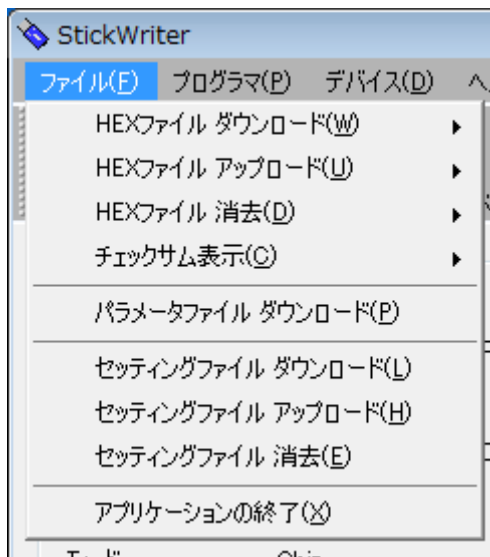 StickWriter
ファイル(F) プログラマ(P) デバイス(D)
HEXファイル ダウンロード(W)
HEXファイル アップロード(U)
HEXファイル 消去(D)
チェックサム表示(C)
パラメータファイル ダウンロード(P)
セッティングファイル ダウンロード(L)
セッティングファイル アップロード(H)
セッティングファイル 消去(E)
アプリケーションの終了(X)